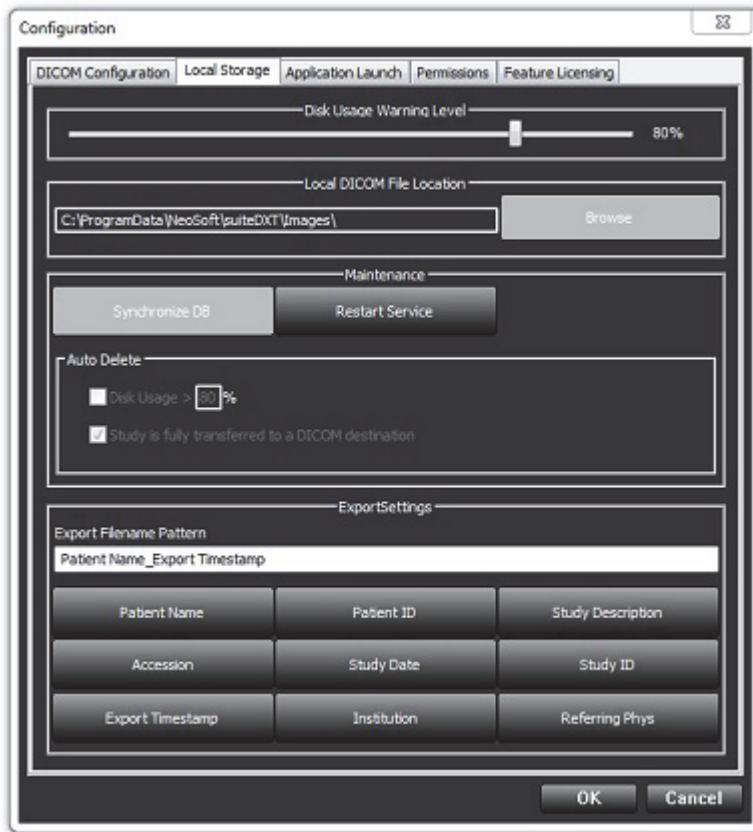 Configuration
DICOM Configuration Local Storage Application Launch Permissions Feature Licensing
Disk Usage Warning Level
80%
Local DICOM File Location
C:\ProgramData\NeoSoft\suiteDXT\Images\ Browse
Maintenance
Synchronize DB Restart Service
Auto Delete
Disk Usage > 80 %
Study is fully transferred to a DICOM destination
ExportSettings
Export Filename Pattern
Patient Name_Export Timestamp
Patient Name Patient ID Study Description
Accession Study Date Study ID
Export Timestamp Institution Referring Phys
OK Cancel